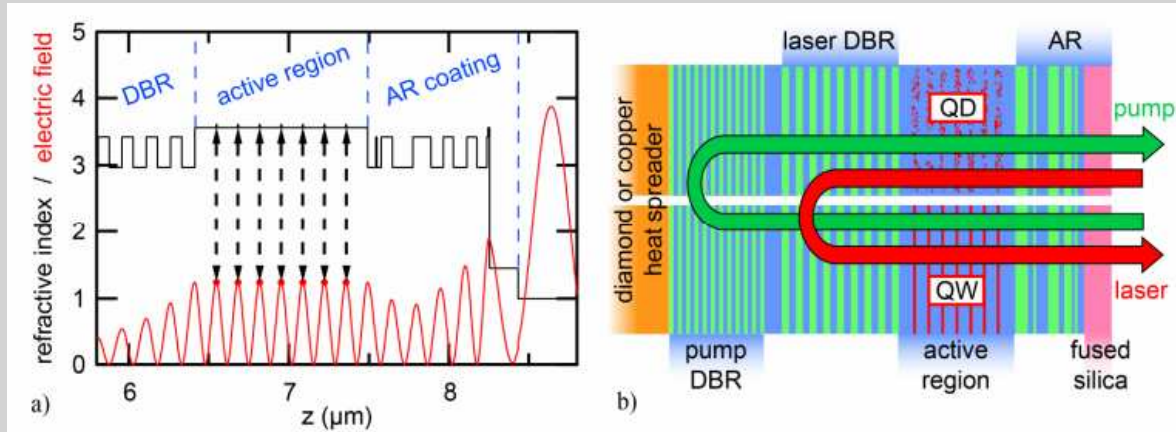 refractive index / electric field
5
4
3
2
1
0
DBR
active region
AR coating
6
7
8
z (µm)
a)
laser DBR
AR
QD
pump
diamond or copper
heat spreader
QW
laser
pump
DBR
active
region
fused
silica
b)